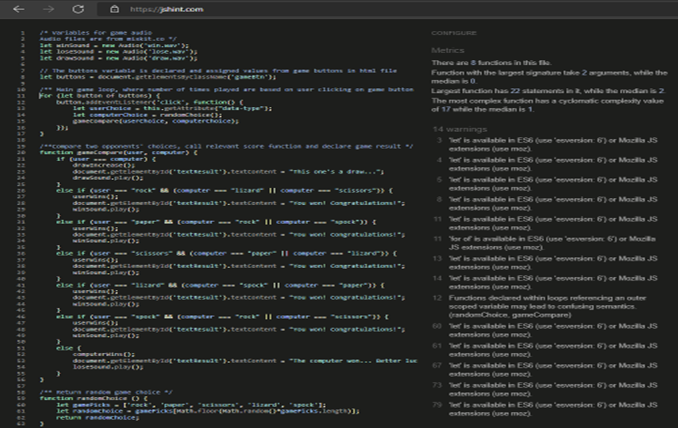 https://jshint.com
1 /* Variables for game audio
2 Audio files are from mixkit.co */
3 let winSound = new Audio('win.wav');
4 let loseSound = new Audio('lose.wav');
5 let drawSound = new Audio('draw.wav');
6
7 // The buttons variable is declared and assigned values from game buttons in html file
8 let buttons = document.getElementsByClassName('gameBtn');
9
10 /** Main game loop, where number of times played are based on user clicking on game button
11 for (let button of buttons) {
12 button.addEventListener('click', function() {
13 let userChoice = this.getAttribute("data-type");
14 let computerChoice = randomChoice();
15 gameCompare(userChoice, computerChoice);
16 });
17 }
18
19 /**Compare two opponents' choices, call relevant score function and declare game result */
20 function gameCompare(user, computer) {
21 if (user === computer) {
22 drawIncrease();
23 document.getElementById('textResult').textContent = "This one's a draw...";
24 drawSound.play();
25 }
26 else if (user === "rock" && (computer === "lizard" || computer === "scissors")) {
27 userWins();
28 document.getElementById('textResult').textContent = "You won! Congratulations!";
29 winSound.play();
30 }
31 else if (user === "paper" && (computer === "rock" || computer === "spock")) {
32 userWins();
33 document.getElementById('textResult').textContent = "You won! Congratulations!";
34 winSound.play();
35 }
36 else if (user === "scissors" && (computer === "paper" || computer === "lizard")) {
37 userWins();
38 document.getElementById('textResult').textContent = "You won! Congratulations!";
39 winSound.play();
40 }
41 else if (user === "lizard" && (computer === "spock" || computer === "paper")) {
42 userWins();
43 document.getElementById('textResult').textContent = "You won! Congratulations!";
44 winSound.play();
45 }
46 else if (user === "spock" && (computer === "rock" || computer === "scissors")) {
47 userWins();
48 document.getElementById('textResult').textContent = "You won! Congratulations!";
49 winSound.play();
50 }
51 else {
52 computerWins();
53 document.getElementById('textResult').textContent = "The computer won... Better luc
54 loseSound.play();
55 }
56 }
57
58 /** Return random game choice */
59 function randomChoice () {
60 let gamePicks = ['rock', 'paper', 'scissors', 'lizard', 'spock'];
61 let randomChoice = gamePicks[Math.floor(Math.random()*gamePicks.length)];
62 return randomChoice;
63 }
CONFIGURE
Metrics
There are 8 functions in this file.
Function with the largest signature take 2 arguments, while the
median is 0.
Largest function has 22 statements in it, while the median is 2.
The most complex function has a cyclomatic complexity value
of 17 while the median is 1.
14 warnings
3 'let' is available in ES6 (use 'esversion: 6') or Mozilla JS
extensions (use moz).
4 'let' is available in ES6 (use 'esversion: 6') or Mozilla JS
extensions (use moz).
5 'let' is available in ES6 (use 'esversion: 6') or Mozilla JS
extensions (use moz).
8 'let' is available in ES6 (use 'esversion: 6') or Mozilla JS
extensions (use moz).
11 'let' is available in ES6 (use 'esversion: 6') or Mozilla JS
extensions (use moz).
11 'for of' is available in ES6 (use 'esversion: 6') or Mozilla
JS extensions (use moz).
13 'let' is available in ES6 (use 'esversion: 6') or Mozilla JS
extensions (use moz).
14 'let' is available in ES6 (use 'esversion: 6') or Mozilla JS
extensions (use moz).
12 Functions declared within loops referencing an outer
scoped variable may lead to confusing semantics.
(randomChoice, gameCompare)
60 'let' is available in ES6 (use 'esversion: 6') or Mozilla JS
extensions (use moz).
61 'let' is available in ES6 (use 'esversion: 6') or Mozilla JS
extensions (use moz).
67 'let' is available in ES6 (use 'esversion: 6') or Mozilla JS
extensions (use moz).
73 'let' is available in ES6 (use 'esversion: 6') or Mozilla JS
extensions (use moz).
79 'let' is available in ES6 (use 'esversion: 6') or Mozilla JS
extensions (use moz).